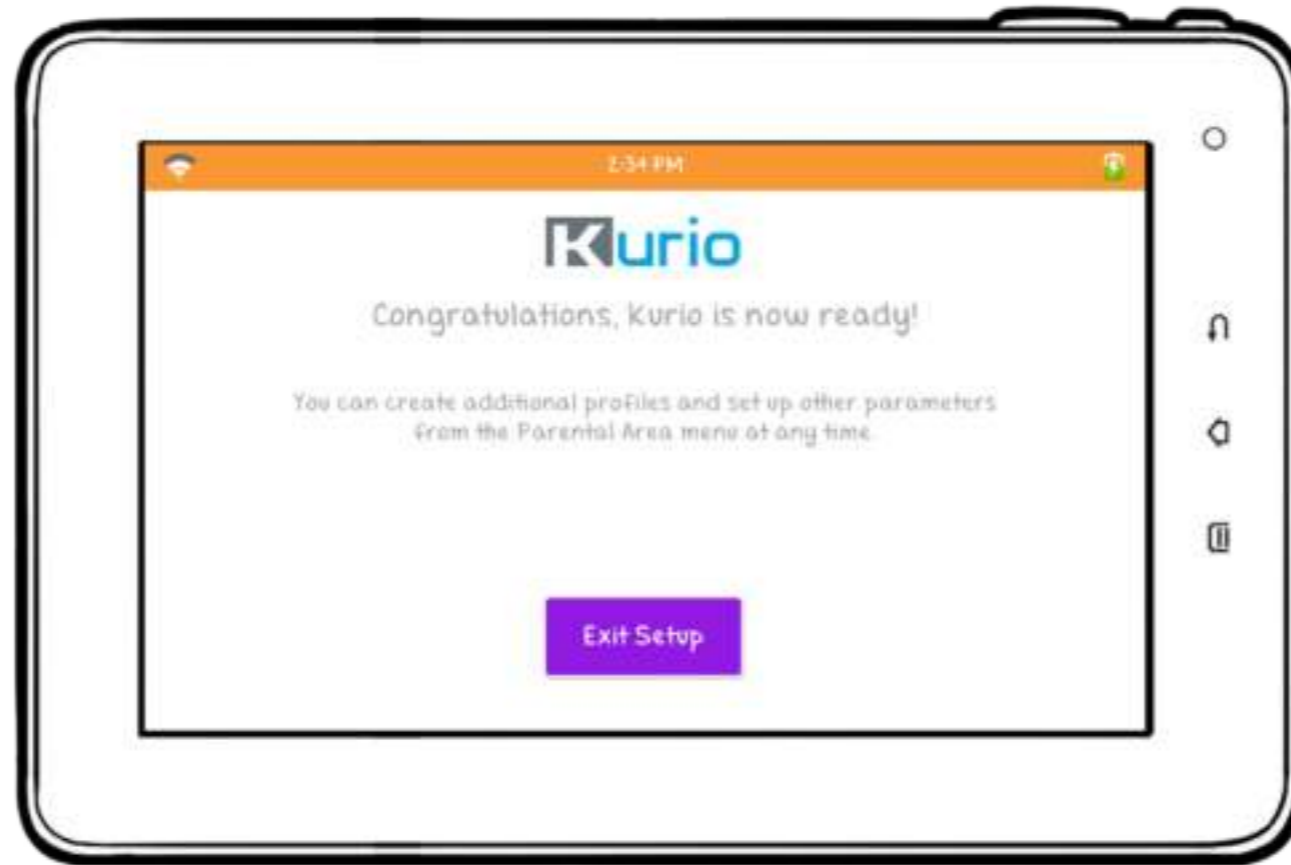 2:34 PM
Kurio
Congratulations, Kurio is now ready!
You can create additional profiles and set up other parameters
from the Parental Area menu at any time.
Exit Setup